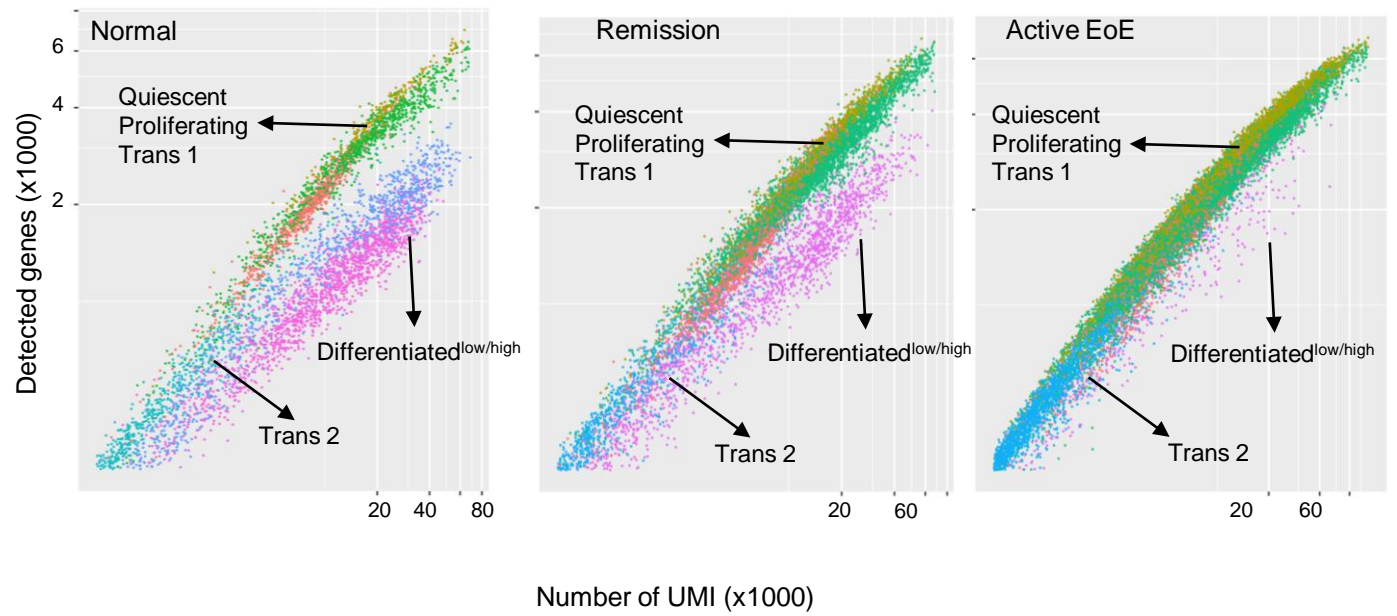 Normal
Remission
Active EoE
Detected genes (x1000)
6
4
2
Quiescent
Proliferating
Trans 1
Differentiatedlow/high
Trans 2
20 40 80
Quiescent
Proliferating
Trans 1
Differentiatedlow/high
Trans 2
20 60
Quiescent
Proliferating
Trans 1
Differentiatedlow/high
Trans 2
20 60
Number of UMI (x1000)